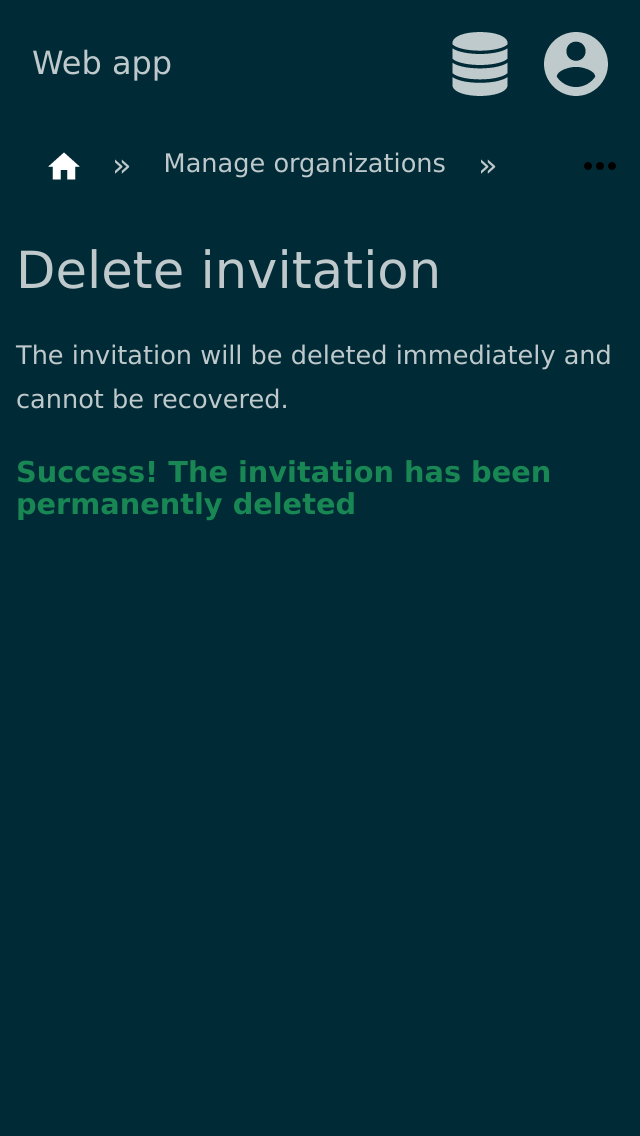 Web app
» Manage organizations »
Delete invitation
The invitation will be deleted immediately and
cannot be recovered.
Success! The invitation has been
permanently deleted